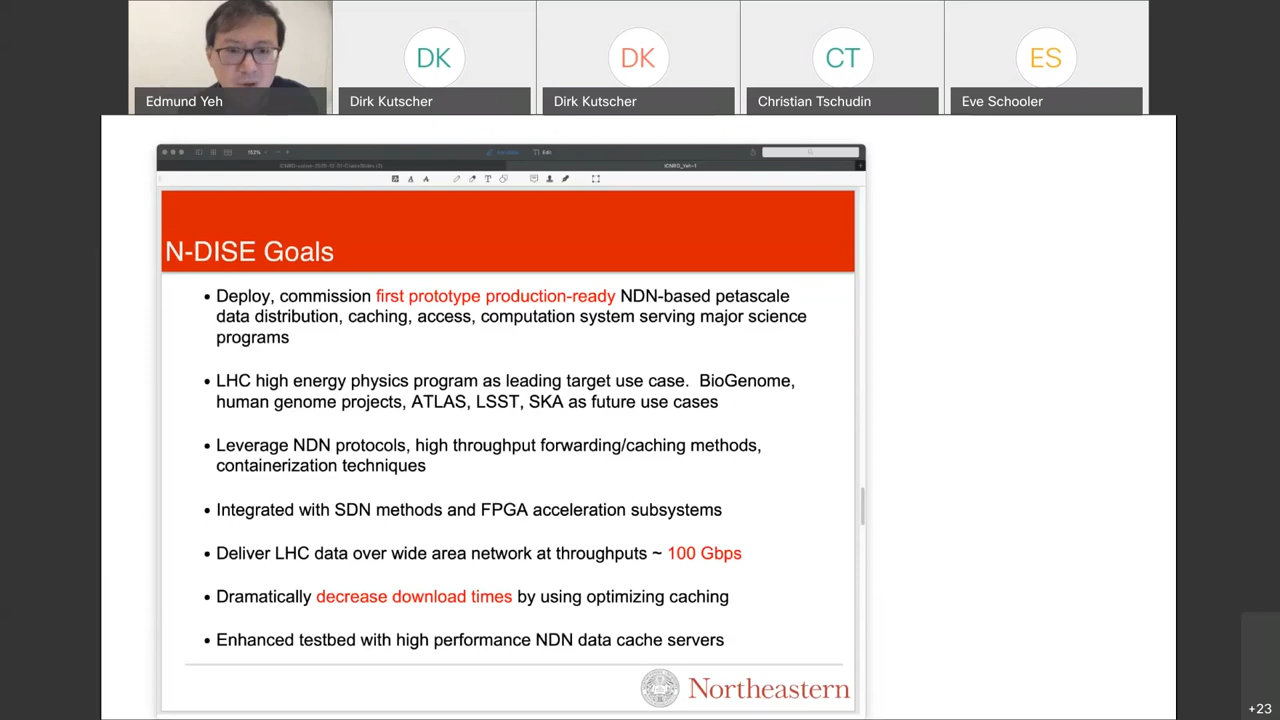 DK
DK
CT
ES
Edmund Yeh
Dirk Kutscher
Dirk Kutscher
Christian Tschudin
Eve Schooler
152%
Edit
ICNRG_Yeh-1
N-DISE Goals
• Deploy, commission first prototype production-ready NDN-based petascale
data distribution, caching, access, computation system serving major science
programs
• LHC high energy physics program as leading target use case. BioGenome,
human genome projects, ATLAS, LSST, SKA as future use cases
• Leverage NDN protocols, high throughput forwarding/caching methods,
containerization techniques
• Integrated with SDN methods and FPGA acceleration subsystems
• Deliver LHC data over wide area network at throughputs ~ 100 Gbps
• Dramatically decrease download times by using optimizing caching
• Enhanced testbed with high performance NDN data cache servers
Northeastern
+23